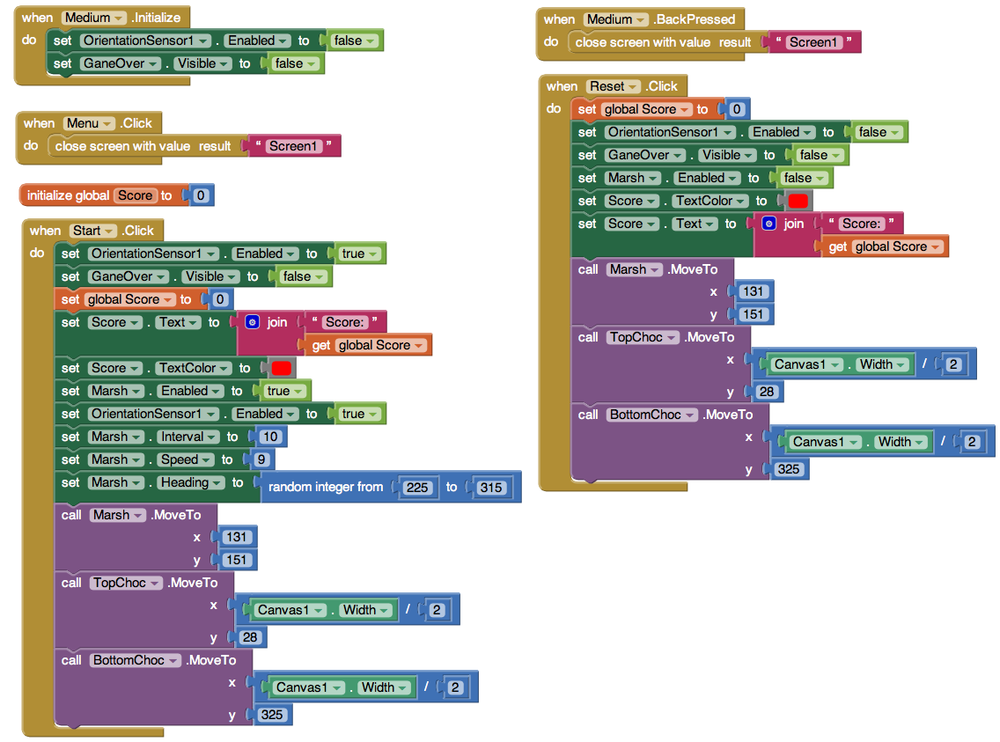 when Medium .Initialize
do set OrientationSensor1 . Enabled to false
set GaneOver . Visible to false
when Menu .Click
do close screen with value result " Screen1 "
initialize global Score to 0
when Start .Click
do set OrientationSensor1 . Enabled to true
set GaneOver . Visible to false
set global Score to 0
set Score . Text to join " Score: "
get global Score
set Score . TextColor to
set Marsh . Enabled to true
set OrientationSensor1 . Enabled to true
set Marsh . Interval to 10
set Marsh . Speed to 9
set Marsh . Heading to random integer from 225 to 315
call Marsh .MoveTo
x 131
y 151
call TopChoc .MoveTo
x Canvas1 . Width / 2
y 28
call BottomChoc .MoveTo
x Canvas1 . Width / 2
y 325
when Medium .BackPressed
do close screen with value result " Screen1 "
when Reset .Click
do set global Score to 0
set OrientationSensor1 . Enabled to false
set GaneOver . Visible to false
set Marsh . Enabled to false
set Score . TextColor to
set Score . Text to join " Score: "
get global Score
call Marsh .MoveTo
x 131
y 151
call TopChoc .MoveTo
x Canvas1 . Width / 2
y 28
call BottomChoc .MoveTo
x Canvas1 . Width / 2
y 325